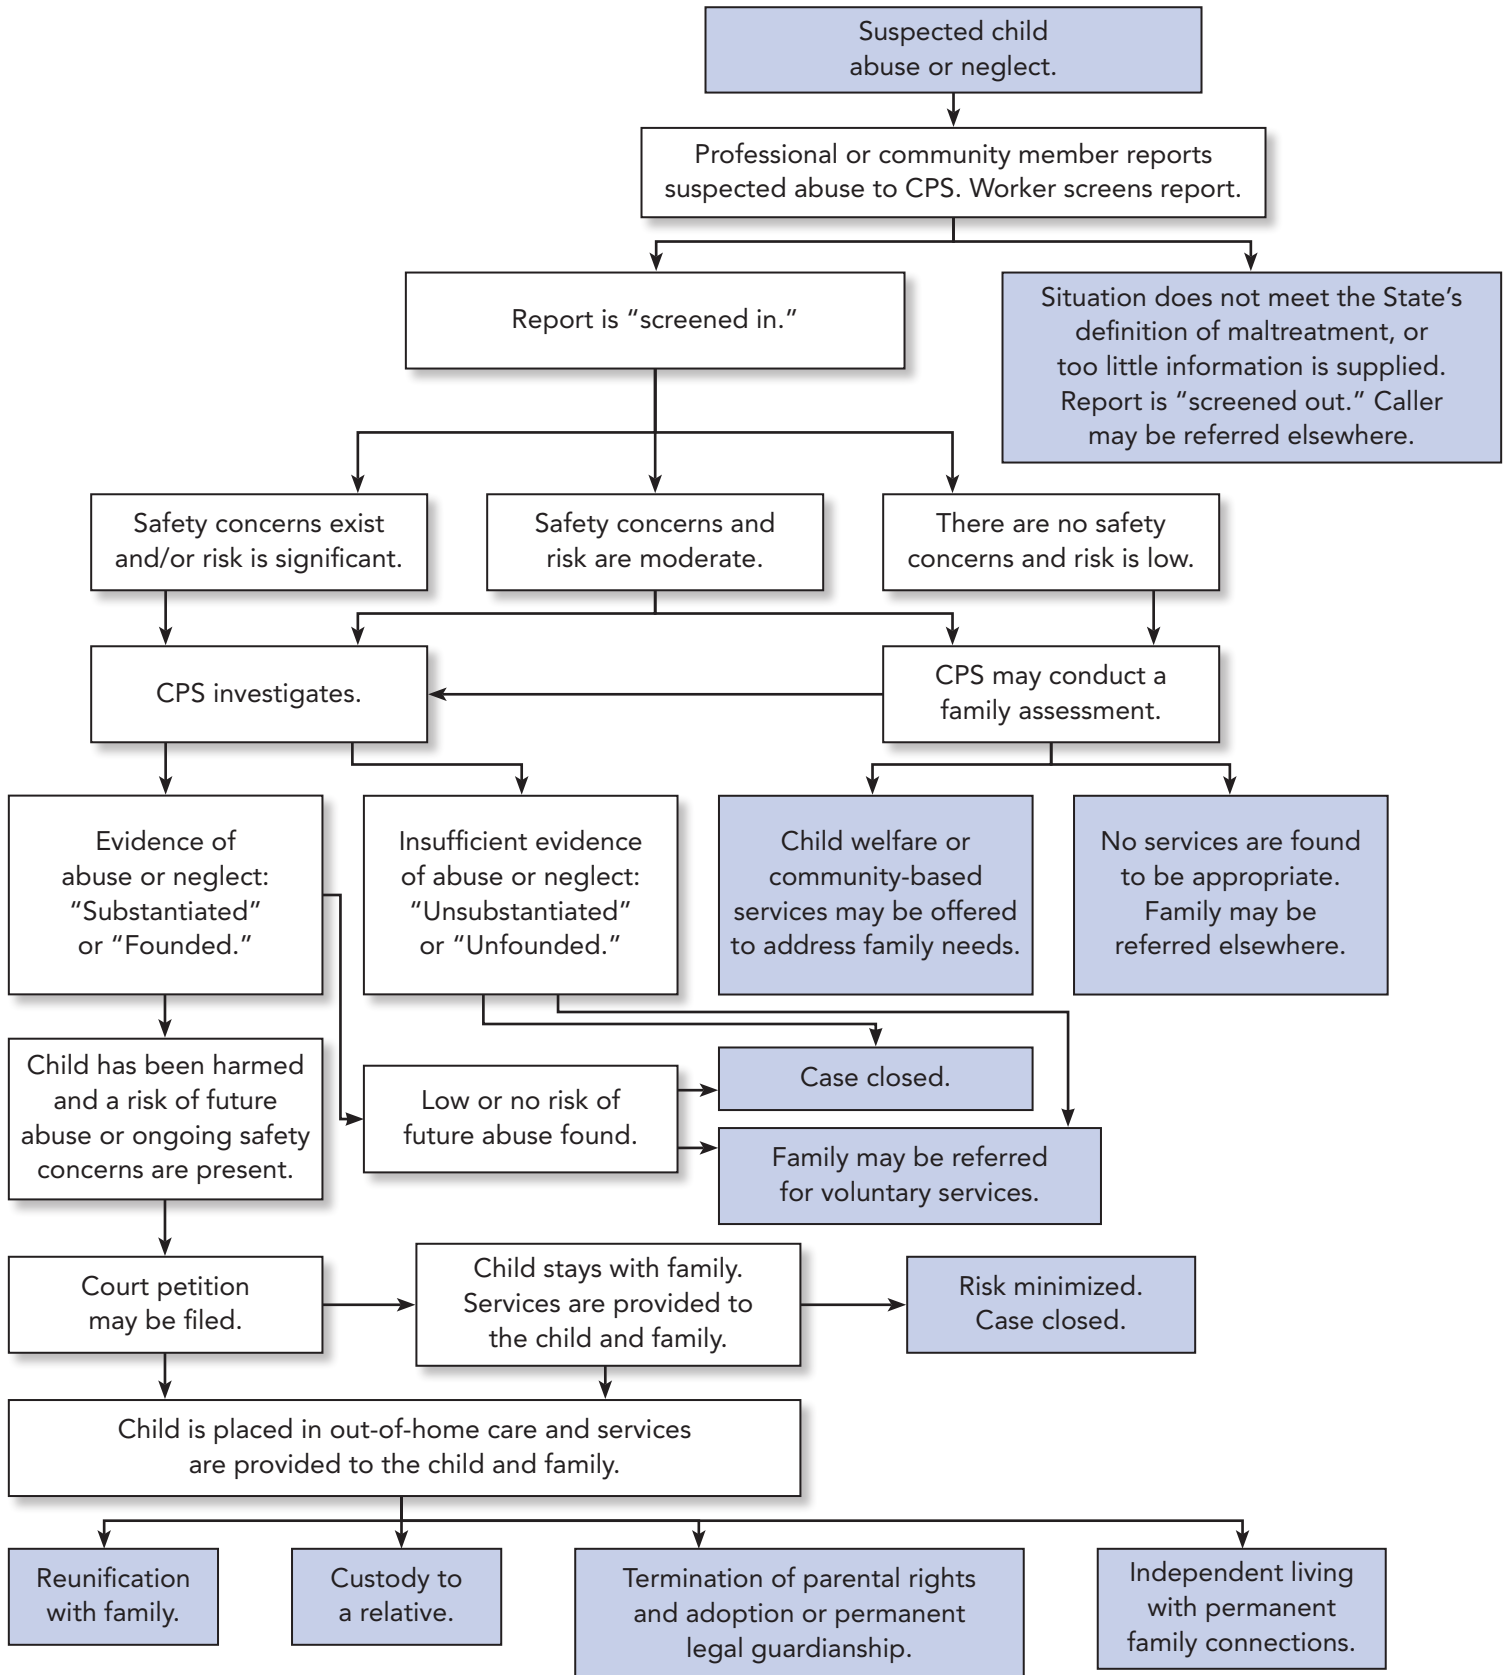 Suspected child
abuse or neglect.
Professional or community member reports
suspected abuse to CPS. Worker screens report.
Report is “screened in.”
Situation does not meet the State’s
definition of maltreatment, or
too little information is supplied.
Report is “screened out.” Caller
may be referred elsewhere.
Safety concerns exist
and/or risk is significant.
Safety concerns and
risk are moderate.
There are no safety
concerns and risk is low.
CPS investigates.
CPS may conduct a
family assessment.
Evidence of
abuse or neglect:
“Substantiated”
or “Founded.”
Insufficient evidence
of abuse or neglect:
“Unsubstantiated”
or “Unfounded.”
Child welfare or
community-based
services may be offered
to address family needs.
No services are found
to be appropriate.
Family may be
referred elsewhere.
Child has been harmed
and a risk of future
abuse or ongoing safety
concerns are present.
Low or no risk of
future abuse found.
Case closed.
Family may be referred
for voluntary services.
Court petition
may be filed.
Child stays with family.
Services are provided to
the child and family.
Risk minimized.
Case closed.
Child is placed in out-of-home care and services
are provided to the child and family.
Reunification
with family.
Custody to
a relative.
Termination of parental rights
and adoption or permanent
legal guardianship.
Independent living
with permanent
family connections.